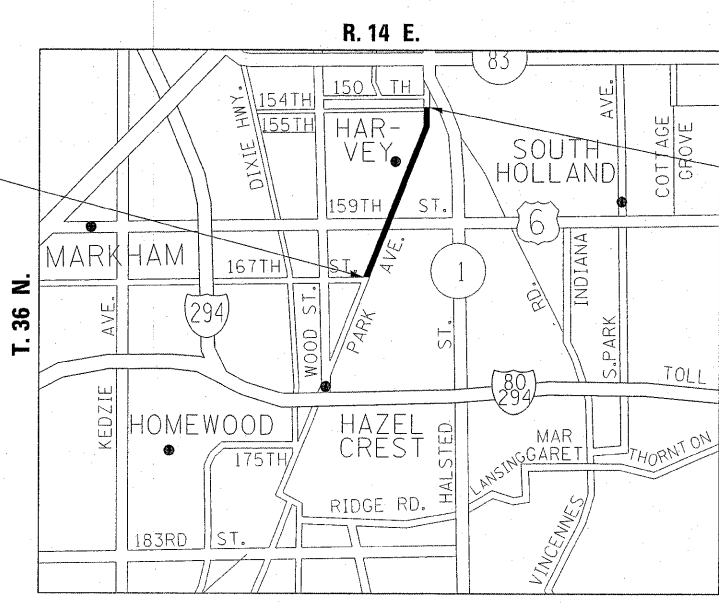 R. 14 E.
T. 36 N.
83
150 TH
154TH
155TH
DIXIE HWY.
HAR-
VEY
SOUTH
HOLLAND
AVE.
COTTAGE
GROVE
159TH ST.
6
MARKHAM
167TH ST.
AVE.
PARK
1
ST.
RD.
INDIANA
S.PARK
294
AVE.
KEDZIE
WOOD ST.
80
294
TOLL
HOMEWOOD
HAZEL
CREST
175TH
HALSTED
LANSING
MAR
GARET
THORNTON
RIDGE RD.
VINCENNES
183RD ST.